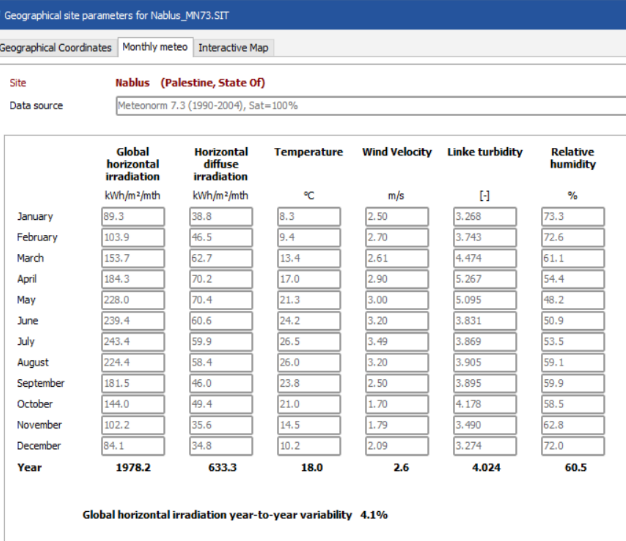 Geographical site parameters for Nablus_MN73.SIT
Geographical Coordinates Monthly meteo Interactive Map
Site Nablus (Palestine, State Of)
Data source Meteonorm 7.3 (1990-2004), Sat=100%
Global Horizontal Temperature Wind Velocity Linke turbidity Relative
horizontal diffuse humidity
irradiation irradiation
kWh/m²/mth kWh/m²/mth °C m/s [-] %
January 89.3 38.8 8.3 2.50 3.268 73.3
February 103.9 46.5 9.4 2.70 3.743 72.6
March 153.7 62.7 13.4 2.61 4.474 61.1
April 184.3 70.2 17.0 2.90 5.267 54.4
May 228.0 70.4 21.3 3.00 5.095 48.2
June 239.4 60.6 24.2 3.20 3.831 50.9
July 243.4 59.9 26.5 3.49 3.869 53.5
August 224.4 58.4 26.0 3.20 3.905 59.1
September 181.5 46.0 23.8 2.50 3.895 59.9
October 144.0 49.4 21.0 1.70 4.178 58.5
November 102.2 35.6 14.5 1.79 3.490 62.8
December 84.1 34.8 10.2 2.09 3.274 72.0
Year 1978.2 633.3 18.0 2.6 4.024 60.5
Global horizontal irradiation year-to-year variability 4.1%